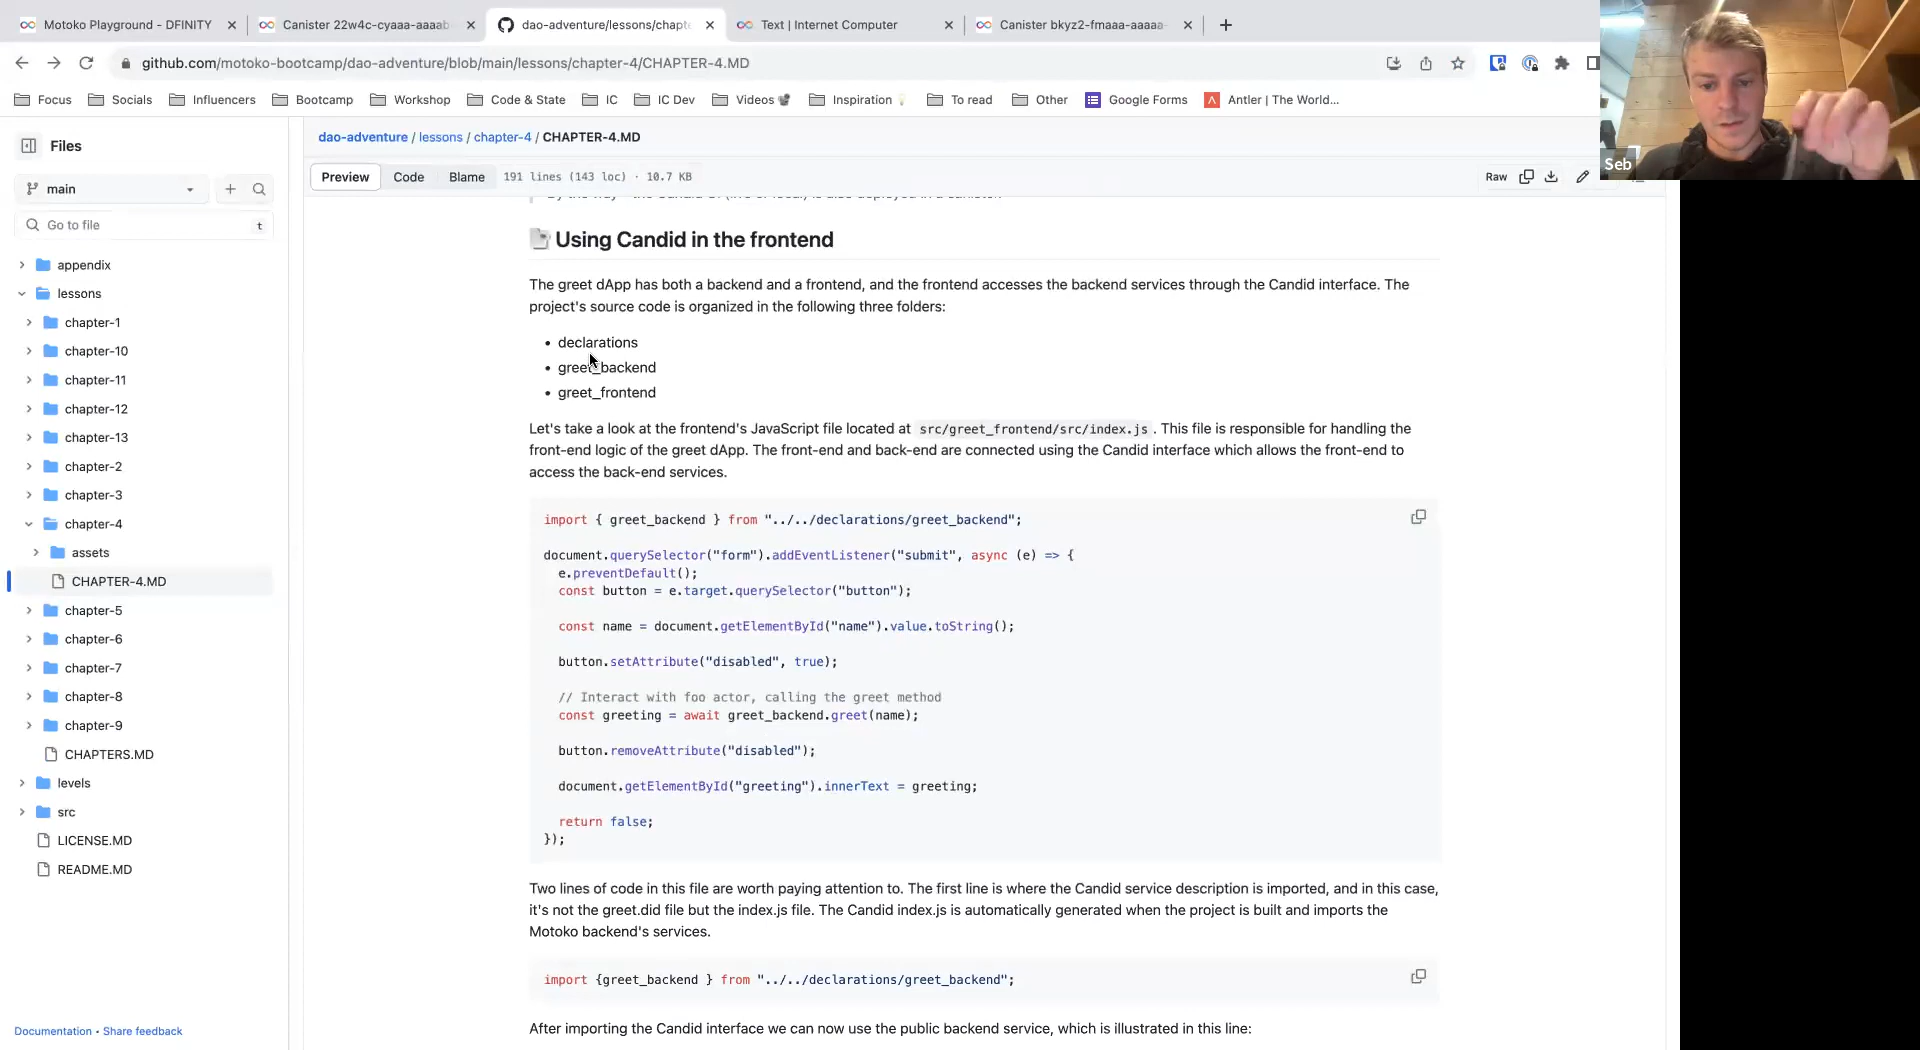 Motoko Playground - DFINITY
Canister 22w4c-cyaaa-aaaab
dao-adventure/lessons/chapte
Text | Internet Computer
Canister bkyz2-fmaaa-aaaaa-
github.com/motoko-bootcamp/dao-adventure/blob/main/lessons/chapter-4/CHAPTER-4.MD
Focus
Socials
Influencers
Bootcamp
Workshop
Code & State
IC
IC Dev
Videos
Inspiration
To read
Other
Google Forms
Antler | The World...
Seb
Files
main
Go to file
t
appendix
lessons
chapter-1
chapter-10
chapter-11
chapter-12
chapter-13
chapter-2
chapter-3
chapter-4
assets
CHAPTER-4.MD
chapter-5
chapter-6
chapter-7
chapter-8
chapter-9
CHAPTERS.MD
levels
src
LICENSE.MD
README.MD
Documentation • Share feedback
dao-adventure / lessons / chapter-4 / CHAPTER-4.MD
Preview
Code
Blame
191 lines (143 loc) · 10.7 KB
Raw
Using Candid in the frontend
The greet dApp has both a backend and a frontend, and the frontend accesses the backend services through the Candid interface. The
project's source code is organized in the following three folders:
• declarations
• greet_backend
• greet_frontend
Let's take a look at the frontend's JavaScript file located at src/greet_frontend/src/index.js . This file is responsible for handling the
front-end logic of the greet dApp. The front-end and back-end are connected using the Candid interface which allows the front-end to
access the back-end services.
import { greet_backend } from "../../declarations/greet_backend";
document.querySelector("form").addEventListener("submit", async (e) => {
e.preventDefault();
const button = e.target.querySelector("button");
const name = document.getElementById("name").value.toString();
button.setAttribute("disabled", true);
// Interact with foo actor, calling the greet method
const greeting = await greet_backend.greet(name);
button.removeAttribute("disabled");
document.getElementById("greeting").innerText = greeting;
return false;
});
Two lines of code in this file are worth paying attention to. The first line is where the Candid service description is imported, and in this case,
it's not the greet.did file but the index.js file. The Candid index.js is automatically generated when the project is built and imports the
Motoko backend's services.
import {greet_backend } from "../../declarations/greet_backend";
After importing the Candid interface we can now use the public backend service, which is illustrated in this line: